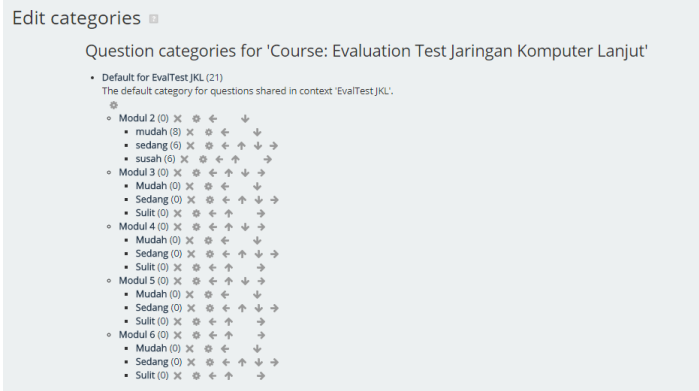 Edit categories
Question categories for 'Course: Evaluation Test Jaringan Komputer Lanjut'
Default for EvalTest JKL (21)
The default category for questions shared in context 'EvalTest JKL'.
Modul 2 (0)
mudah (8)
sedang (6)
susah (6)
Modul 3 (0)
Mudah (0)
Sedang (0)
Sulit (0)
Modul 4 (0)
Mudah (0)
Sedang (0)
Sulit (0)
Modul 5 (0)
Mudah (0)
Sedang (0)
Sulit (0)
Modul 6 (0)
Mudah (0)
Sedang (0)
Sulit (0)